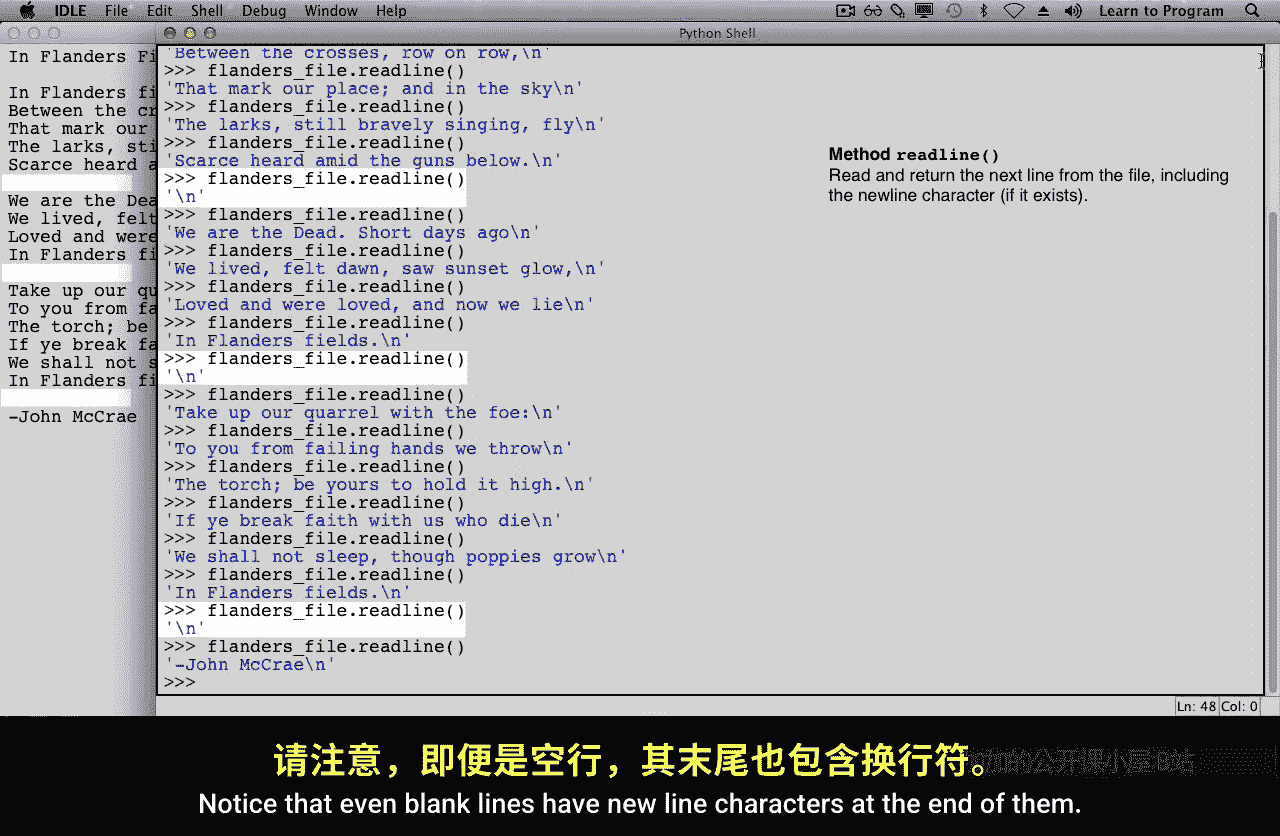 IDLE File Edit Shell Debug Window Help Learn to Program
Python Shell
In Flanders Fi
In Flanders fi
Between the cr
That mark our
The larks, sti
Scarce heard a
We are the Dea
We lived, felt
Loved and were
In Flanders fi
Take up our qu
To you from fa
The torch; be
If ye break fa
We shall not s
In Flanders fi
-John McCrae
'Between the crosses, row on row,\n'
>>> flanders_file.readline()
'That mark our place; and in the sky\n'
>>> flanders_file.readline()
'The larks, still bravely singing, fly\n'
>>> flanders_file.readline()
'Scarce heard amid the guns below.\n'
>>> flanders_file.readline()
'\n'
>>> flanders_file.readline()
'We are the Dead. Short days ago\n'
>>> flanders_file.readline()
'We lived, felt dawn, saw sunset glow,\n'
>>> flanders_file.readline()
'Loved and were loved, and now we lie\n'
>>> flanders_file.readline()
'In Flanders fields.\n'
>>> flanders_file.readline()
'\n'
>>> flanders_file.readline()
'Take up our quarrel with the foe:\n'
>>> flanders_file.readline()
'To you from failing hands we throw\n'
>>> flanders_file.readline()
'The torch; be yours to hold it high.\n'
>>> flanders_file.readline()
'If ye break faith with us who die\n'
>>> flanders_file.readline()
'We shall not sleep, though poppies grow\n'
>>> flanders_file.readline()
'In Flanders fields.\n'
>>> flanders_file.readline()
'\n'
>>> flanders_file.readline()
'-John McCrae\n'
>>>
Method readline()
Read and return the next line from the file, including
the newline character (if it exists).
Ln: 48 Col: 0
请注意，即便是空行，其末尾也包含换行符。
的公开课小屋 B站
Notice that even blank lines have new line characters at the end of them.